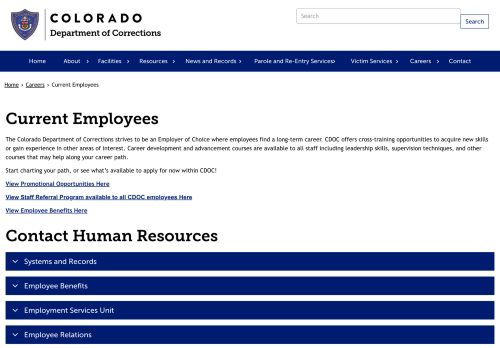 COLORADO
Department of Corrections
Search
Search
Home About Facilities Resources News and Records Parole and Re-Entry Services Victim Services Careers Contact
Home › Careers › Current Employees
Current Employees
The Colorado Department of Corrections strives to be an Employer of Choice where employees find a long-term career. CDOC offers cross-training opportunities to acquire new skills
or gain experience in other areas of interest. Career development and advancement courses are available to all staff including leadership skills, supervision techniques, and other
courses that may help along your career path.
Start charting your path, or see what's available to apply for now within CDOC!
View Promotional Opportunities Here
View Staff Referral Program available to all CDOC employees Here
View Employee Benefits Here
Contact Human Resources
Systems and Records
Employee Benefits
Employment Services Unit
Employee Relations